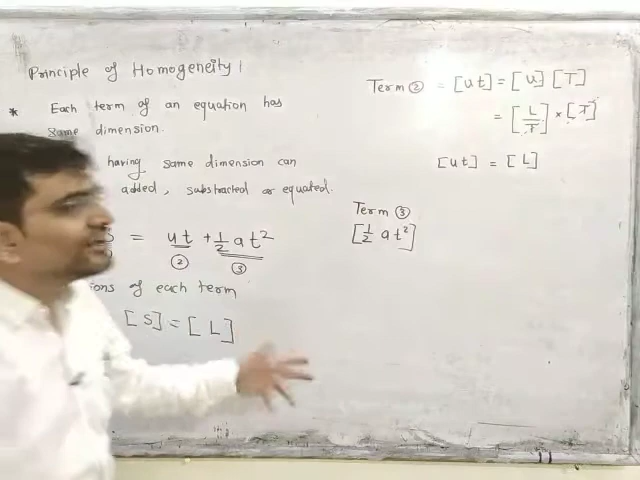 Principle of Homogeneity
* Each term of an equation has
same dimension.
having same dimension can
added, substracted or equated.
S = ut + 1/2 at²
② ③
ions of each term
[S] = [L]
Term ② = [ut] = [U] [T]
= [L/T] × [T]
[ut] = [L]
Term ③
[1/2 at²]